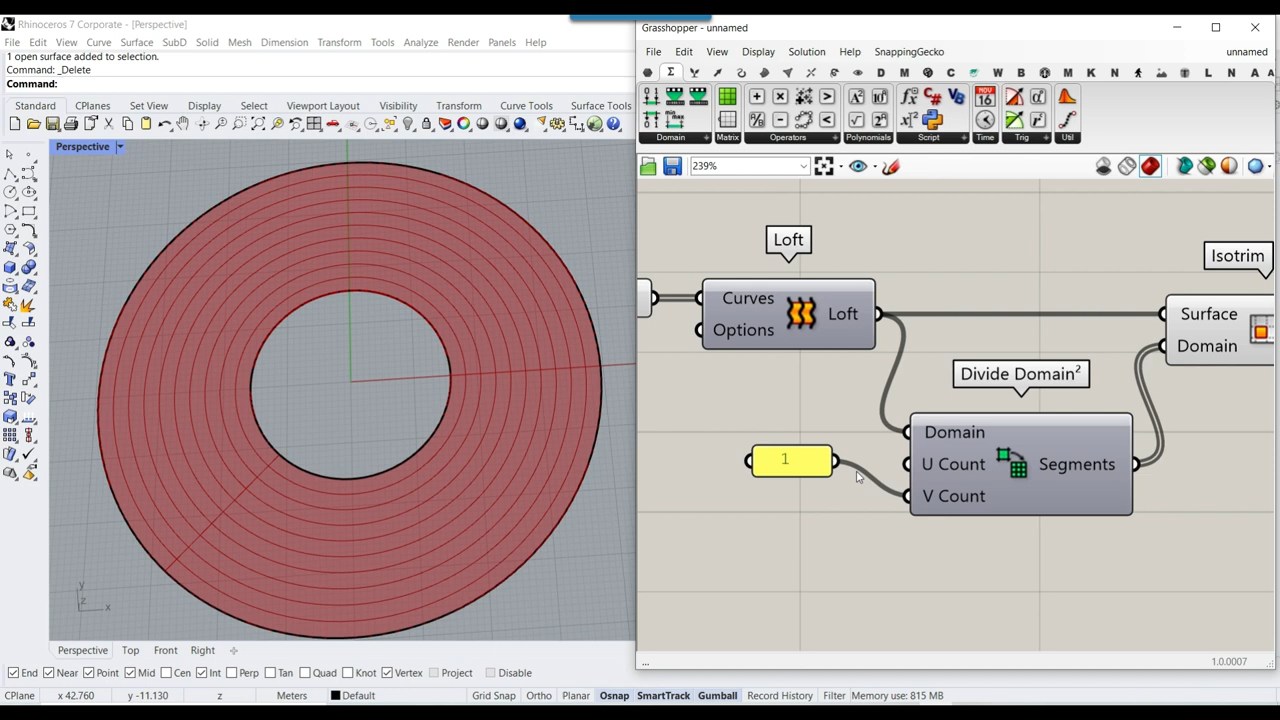 Rhinoceros 7 Corporate - [Perspective]
File Edit View Curve Surface SubD Solid Mesh Dimension Transform Tools Analyze Render Panels Help
1 open surface added to selection.
Command: _Delete
Command:
Standard CPlanes Set View Display Select Viewport Layout Visibility Transform Curve Tools Surface Tools
Perspective
y
z x
Perspective Top Front Right
End Near Point Mid Cen Int Perp Tan Quad Knot Vertex Project Disable
CPlane x 42.760 y -11.130 z Meters Default Grid Snap Ortho Planar Osnap SmartTrack Gumball Record History Filter Memory use: 815 MB
Grasshopper - unnamed
File Edit View Display Solution Help SnappingGecko unnamed
Σ D M C W B M K N L N A A
NOV
16
Domain Matrix Operators Polynomials Script Time Trig Util
239%
Loft
Isotrim
Curves Loft
Options
Surface
Domain
Divide Domain²
Domain
U Count Segments
V Count
1
...
1.0.0007